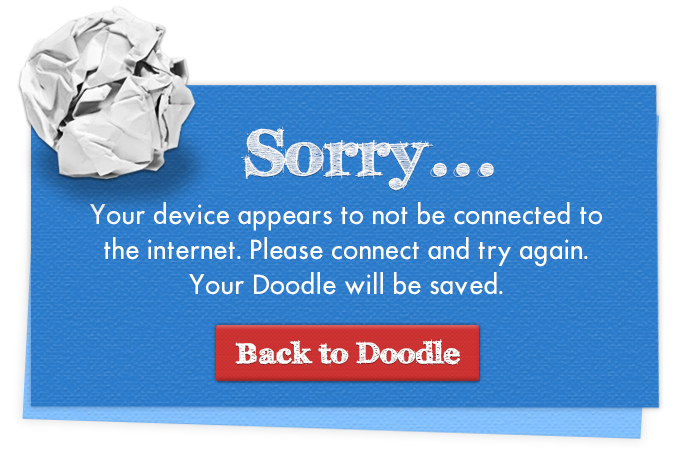 Sorry...
Your device appears to not be connected to
the internet. Please connect and try again.
Your Doodle will be saved.
Back to Doodle